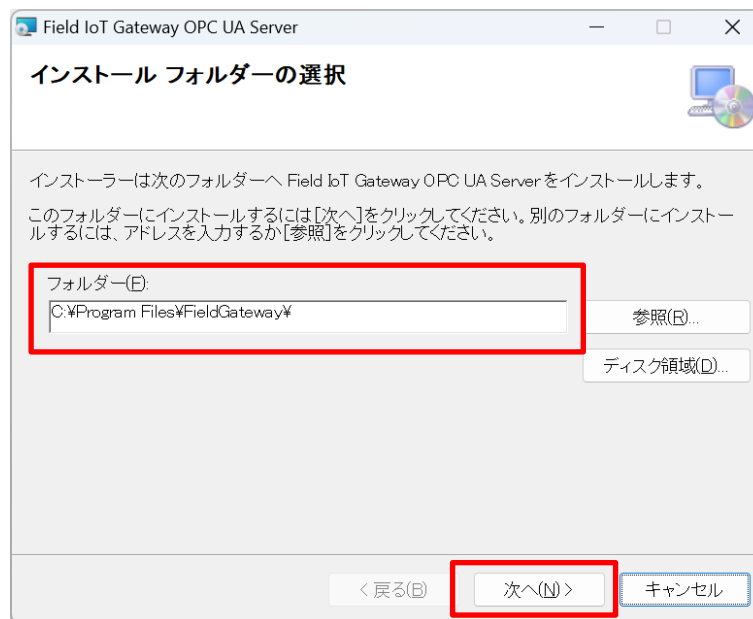 Field IoT Gateway OPC UA Server
インストール フォルダーの選択
インストーラーは次のフォルダーへ Field IoT Gateway OPC UA Serverをインストールします。
このフォルダーにインストールするには[次へ]をクリックしてください。別のフォルダーにインストー
ルするには、アドレスを入力するか[参照]をクリックしてください。
フォルダー(F):
C:¥Program Files¥FieldGateway¥
参照(R)...
ディスク領域(D)...
< 戻る(B)
次へ(N) >
キャンセル